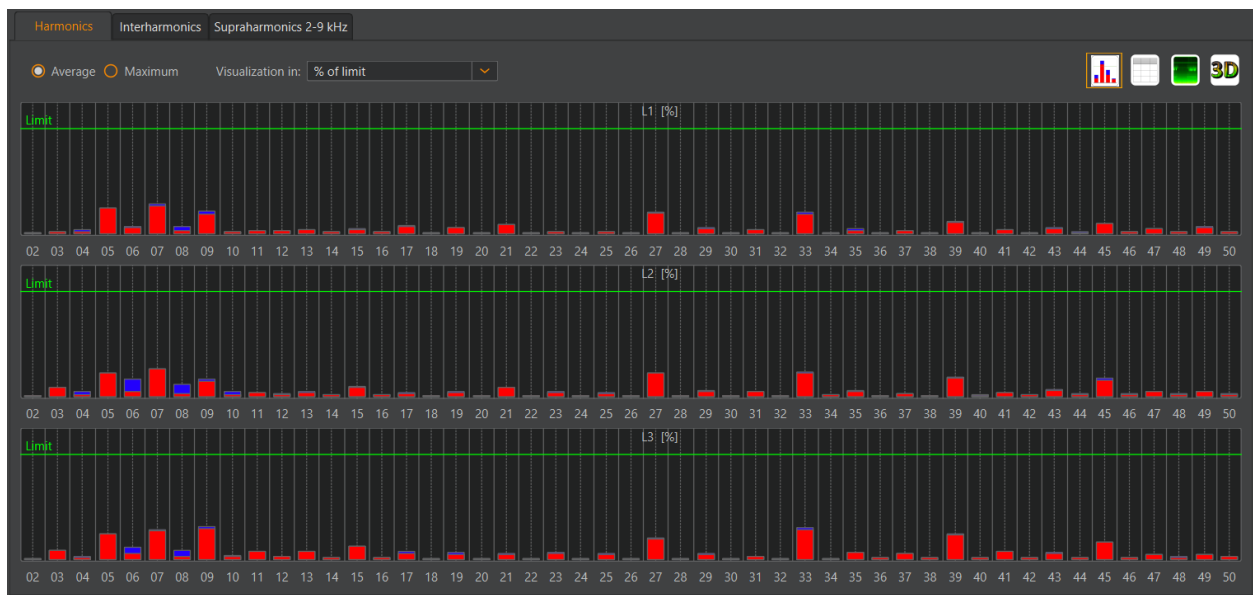 Harmonics Interharmonics Supraharmonics 2-9 kHz
Average Maximum Visualization in: % of limit 3D
L1 [%]
Limit
02 03 04 05 06 07 08 09 10 11 12 13 14 15 16 17 18 19 20 21 22 23 24 25 26 27 28 29 30 31 32 33 34 35 36 37 38 39 40 41 42 43 44 45 46 47 48 49 50
L2 [%]
Limit
02 03 04 05 06 07 08 09 10 11 12 13 14 15 16 17 18 19 20 21 22 23 24 25 26 27 28 29 30 31 32 33 34 35 36 37 38 39 40 41 42 43 44 45 46 47 48 49 50
L3 [%]
Limit
02 03 04 05 06 07 08 09 10 11 12 13 14 15 16 17 18 19 20 21 22 23 24 25 26 27 28 29 30 31 32 33 34 35 36 37 38 39 40 41 42 43 44 45 46 47 48 49 50